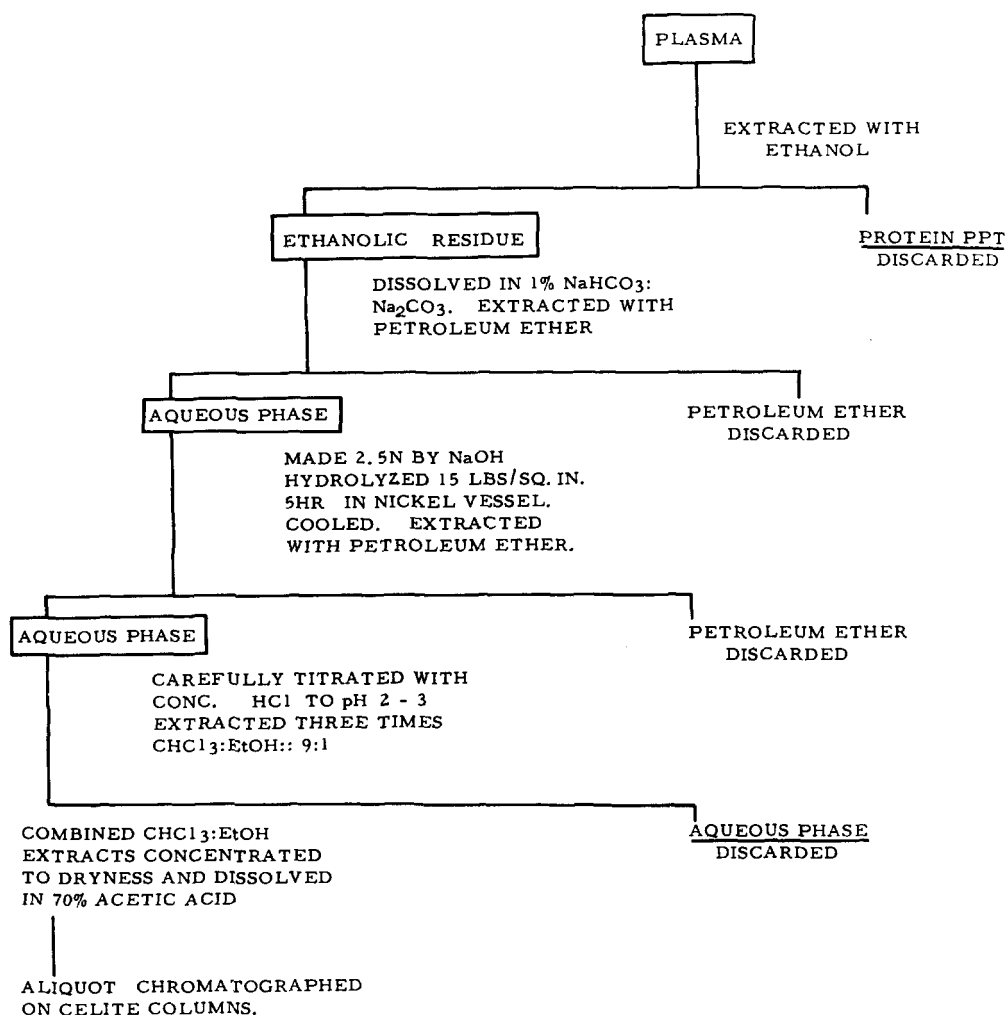 PLASMA
EXTRACTED WITH
ETHANOL
ETHANOLIC RESIDUE
PROTEIN PPT
DISCARDED
DISSOLVED IN 1% NaHCO3:
Na2CO3. EXTRACTED WITH
PETROLEUM ETHER
AQUEOUS PHASE
PETROLEUM ETHER
DISCARDED
MADE 2.5N BY NaOH
HYDROLYZED 15 LBS/SQ. IN.
5HR IN NICKEL VESSEL.
COOLED. EXTRACTED
WITH PETROLEUM ETHER.
AQUEOUS PHASE
PETROLEUM ETHER
DISCARDED
CAREFULLY TITRATED WITH
CONC. HCl TO pH 2 - 3
EXTRACTED THREE TIMES
CHCl3:EtOH:: 9:1
COMBINED CHCl3:EtOH
EXTRACTS CONCENTRATED
TO DRYNESS AND DISSOLVED
IN 70% ACETIC ACID
AQUEOUS PHASE
DISCARDED
ALIQUOT CHROMATOGRAPHED
ON CELITE COLUMNS.